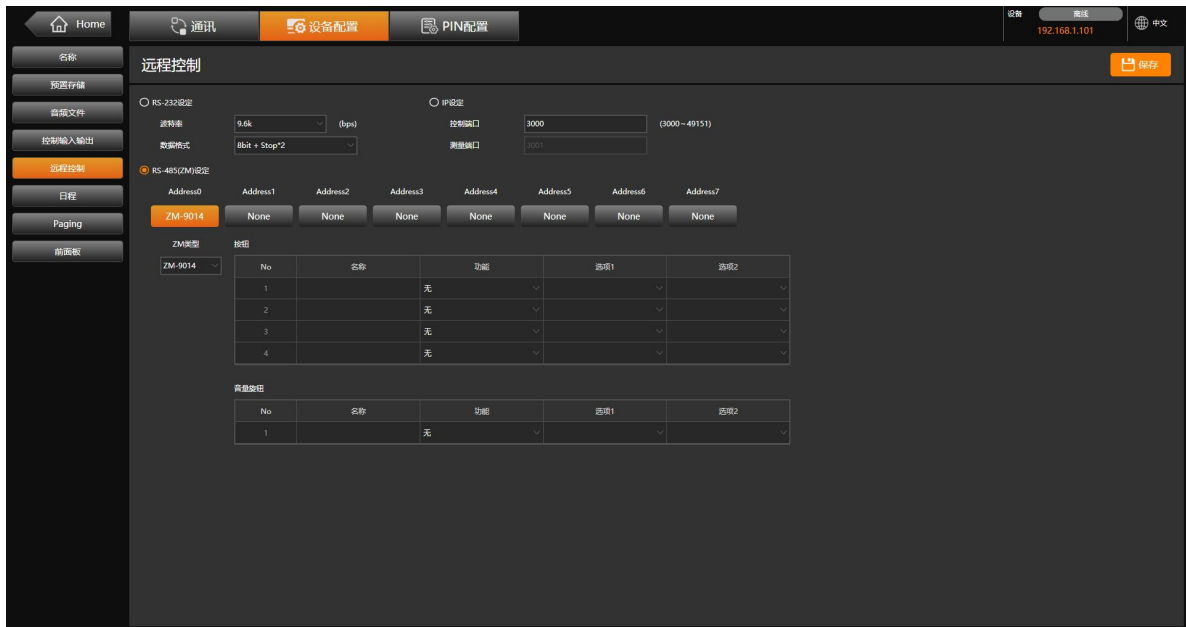 Home 通讯 设备配置 PIN配置 设备 离线 192.168.1.101 中文
名称
预置存储
音频文件
控制输入输出
远程控制
日程
Paging
前面板
远程控制 保存
RS-232设定 IP设定
波特率 9.6k (bps) 控制端口 3000 (3000~49151)
数据格式 8bit + Stop*2 测量端口 3001
RS-485(ZM)设定
Address0 Address1 Address2 Address3 Address4 Address5 Address6 Address7
ZM-9014 None None None None None None None
ZM类型 按钮
ZM-9014 No 名称 功能 选项1 选项2
1 无
2 无
3 无
4 无
音量旋钮
No 名称 功能 选项1 选项2
1 无